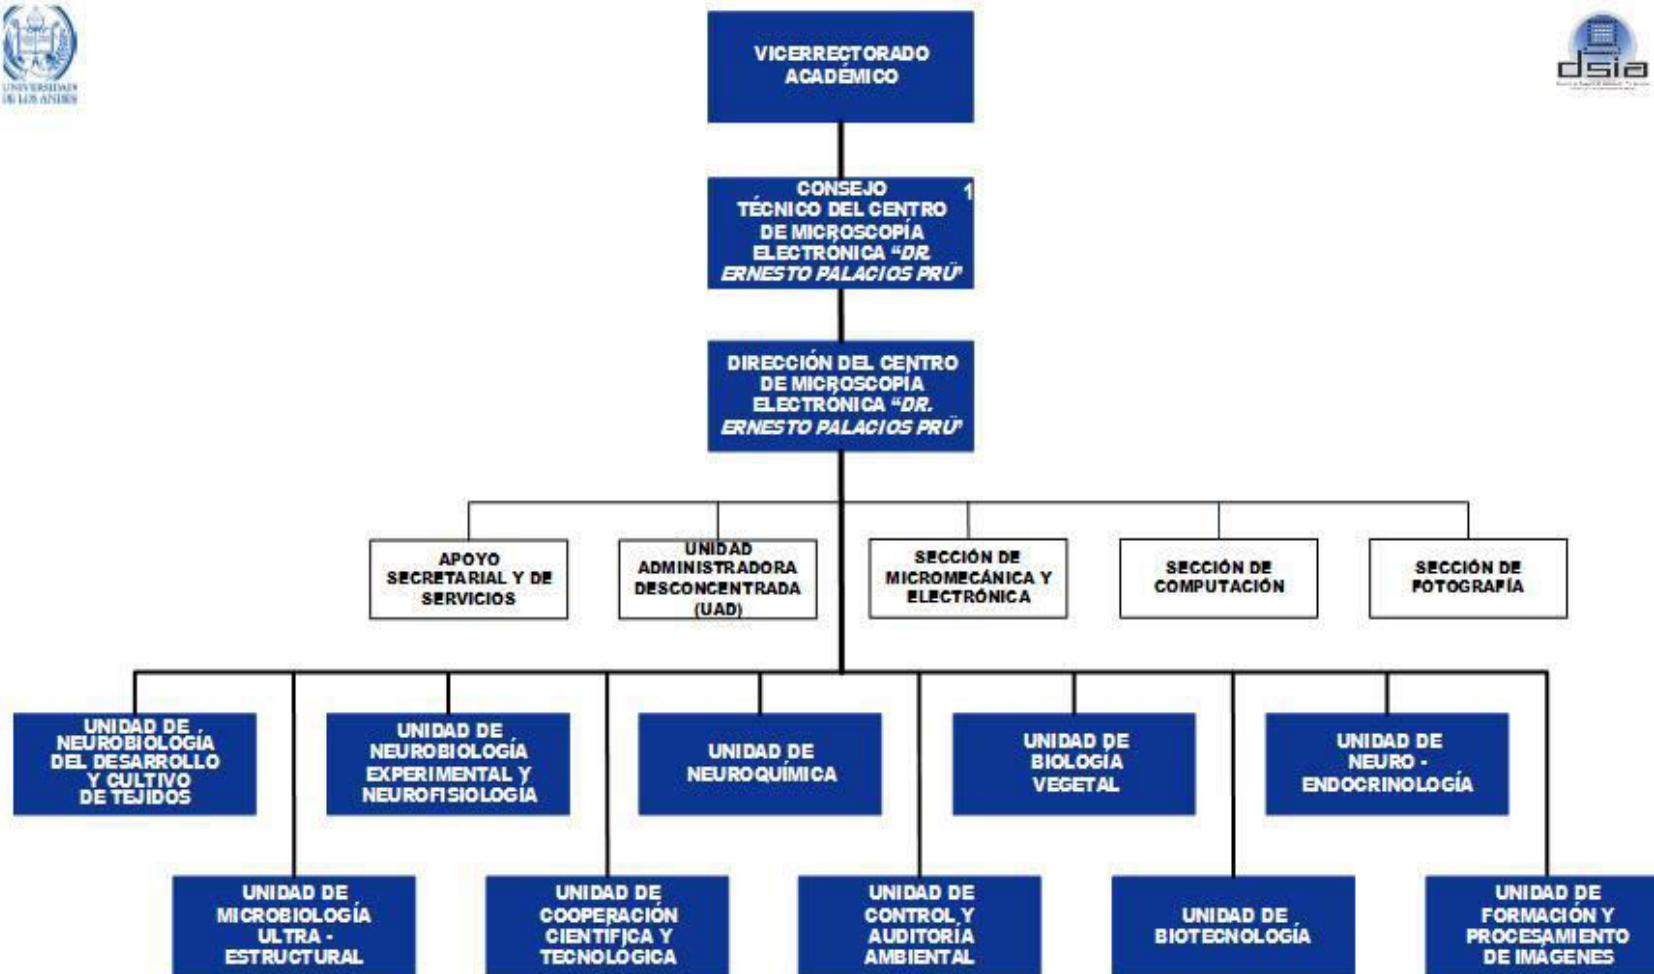 UNIVERSIDAD
DE LOS ANDES
dsia
VICERRECTORADO
ACADÉMICO
CONSEJO 1
TÉCNICO DEL CENTRO
DE MICROSCOPÍA
ELECTRÓNICA “DR.
ERNESTO PALACIOS PRÜ”
DIRECCIÓN DEL CENTRO
DE MICROSCOPÍA
ELECTRÓNICA “DR.
ERNESTO PALACIOS PRÜ”
APOYO
SECRETARIAL Y DE
SERVICIOS
UNIDAD
ADMINISTRADORA
DESCONCENTRADA
(UAD)
SECCIÓN DE
MICROMECÁNICA Y
ELECTRÓNICA
SECCIÓN DE
COMPUTACIÓN
SECCIÓN DE
FOTOGRAFÍA
UNIDAD DE
NEUROBIOLOGÍA
DEL DESARROLLO
Y CULTIVO
DE TEJIDOS
UNIDAD DE
NEUROBIOLOGÍA
EXPERIMENTAL Y
NEUROFISIOLOGÍA
UNIDAD DE
NEUROQUÍMICA
UNIDAD DE
BIOLOGÍA
VEGETAL
UNIDAD DE
NEURO -
ENDOCRINOLOGÍA
UNIDAD DE
MICROBIOLOGÍA
ULTRA -
ESTRUCTURAL
UNIDAD DE
COOPERACIÓN
CIENTÍFICA Y
TECNOLÓGICA
UNIDAD DE
CONTROL Y
AUDITORÍA
AMBIENTAL
UNIDAD DE
BIOTECNOLOGÍA
UNIDAD DE
FORMACIÓN Y
PROCESAMIENTO
DE IMÁGENES